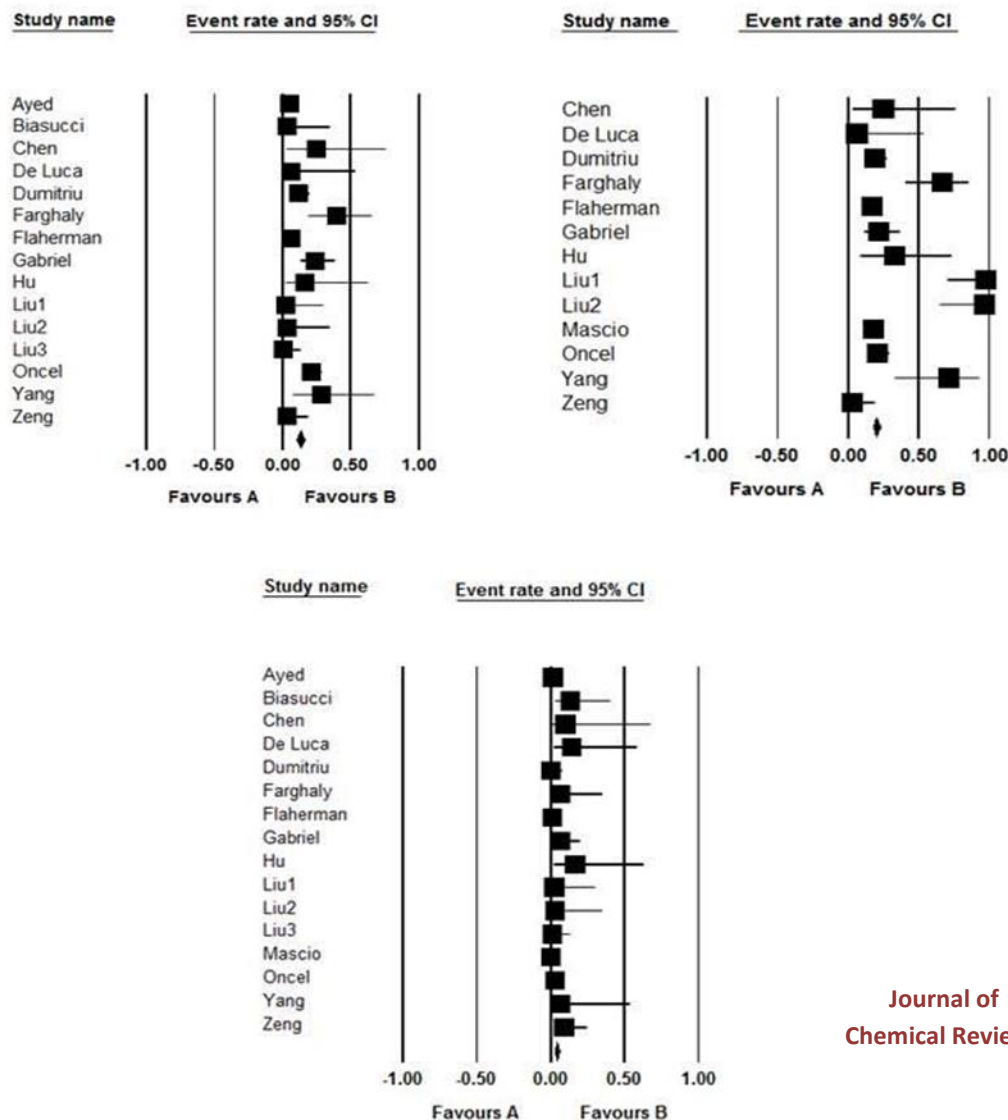 Study name Event rate and 95% CI
Ayed
Biasucci
Chen
De Luca
Dumitriu
Farghaly
Flaherman
Gabriel
Hu
Liu1
Liu2
Liu3
Oncel
Yang
Zeng
-1.00 -0.50 0.00 0.50 1.00
Favours A Favours B
Study name Event rate and 95% CI
Chen
De Luca
Dumitriu
Farghaly
Flaherman
Gabriel
Hu
Liu1
Liu2
Mascio
Oncel
Yang
Zeng
-1.00 -0.50 0.00 0.50 1.00
Favours A Favours B
Study name Event rate and 95% CI
Ayed
Biasucci
Chen
De Luca
Dumitriu
Farghaly
Flaherman
Gabriel
Hu
Liu1
Liu2
Liu3
Mascio
Oncel
Yang
Zeng
-1.00 -0.50 0.00 0.50 1.00
Favours A Favours B
Journal of
Chemical